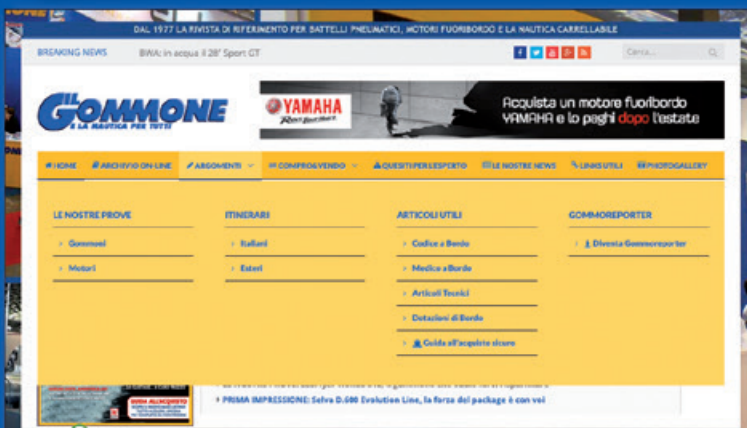 DAL 1977 LA RIVISTA DI RIFERIMENTO PER BATTELLI PNEUMATICI, MOTORI FUORIBORDO E LA NAUTICA CARRELLABILE
BREAKING NEWS BWA: in acqua il 28' Sport GT
Cerca...
IL GOMMONE
E LA NAUTICA PER TUTTI
YAMAHA
Acquista un motore fuoribordo
YAMAHA e lo paghi dopo l'estate
HOME ARCHIVIO ON-LINE ARGOMENTI COMPRO&VENDO QUESITI PER L'ESPERTO LE NOSTRE NEWS LINKS UTILI PHOTOGALLERY
LE NOSTRE PROVE
Gommoni
Motori
ITINERARI
Italiani
Esteri
ARTICOLI UTILI
Codice a Bordo
Medico a Bordo
Articoli Tecnici
Dotazioni di Bordo
Guida all'acquisto sicuro
GOMMOREPORTER
Diventa Gommoreporter
GUIDA ALL'ACQUISTO
PRIMA IMPRESSIONE: Selva D.600 Evolution Line, la forza del package è con voi